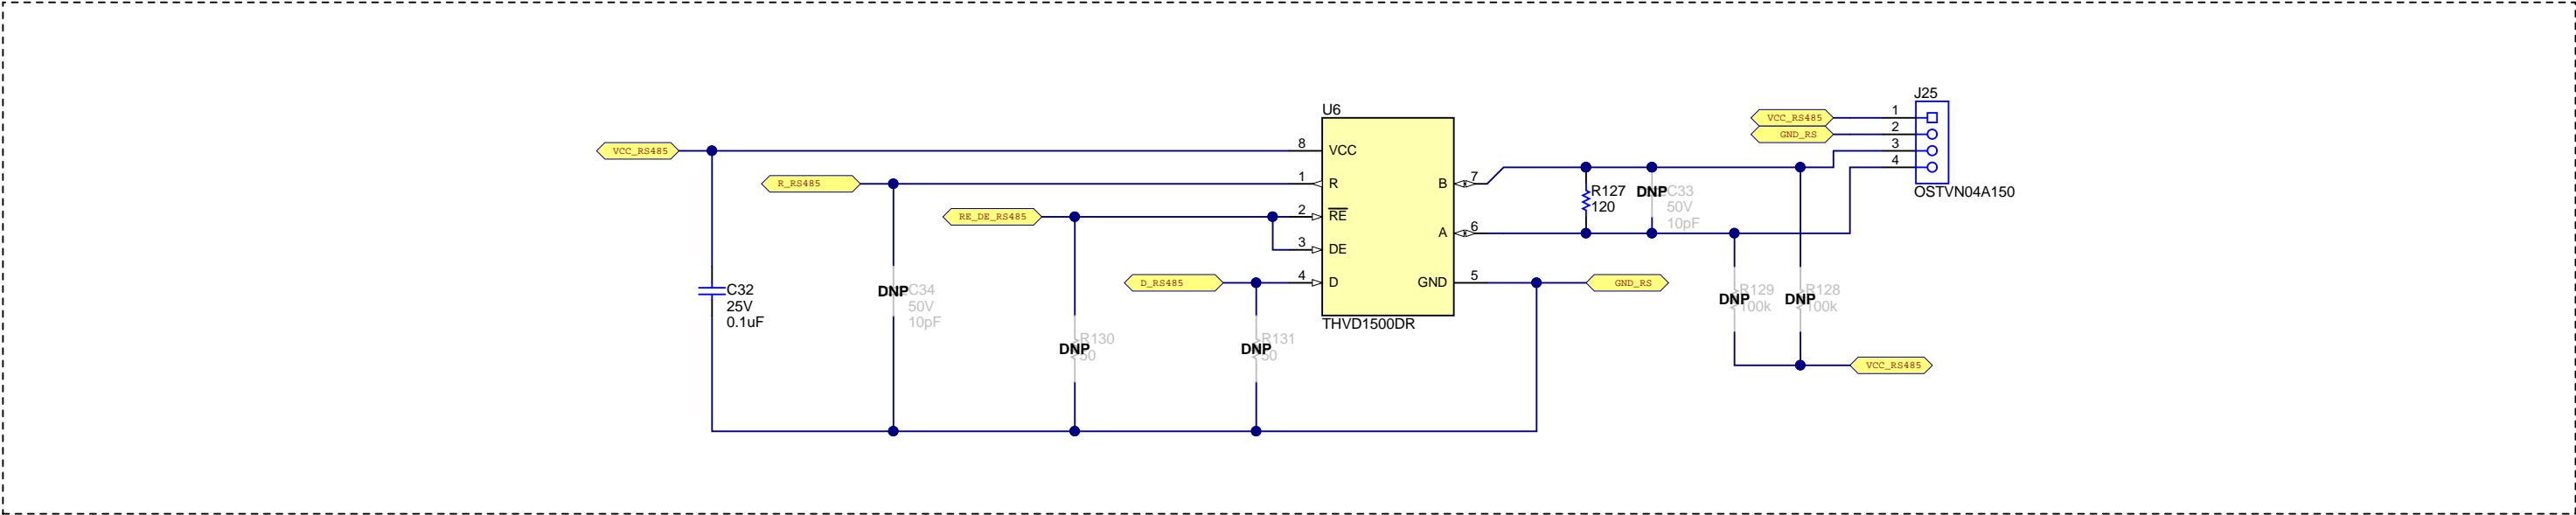 J25
U6
VCC_RS485
1
GND_RS
2
3
4
OSTVN04A150
VCC_RS485
8
VCC
R_RS485
1
R
B
7
RE_DE_RS485
2
RE
3
DE
A
6
D_RS485
4
D
GND
5
GND_RS
THVD1500DR
R127
120
DNP
C33
50V
10pF
C32
25V
0.1uF
DNP
C34
50V
10pF
DNP
R130
50
DNP
R131
50
DNP
R129
100k
DNP
R128
100k
VCC_RS485